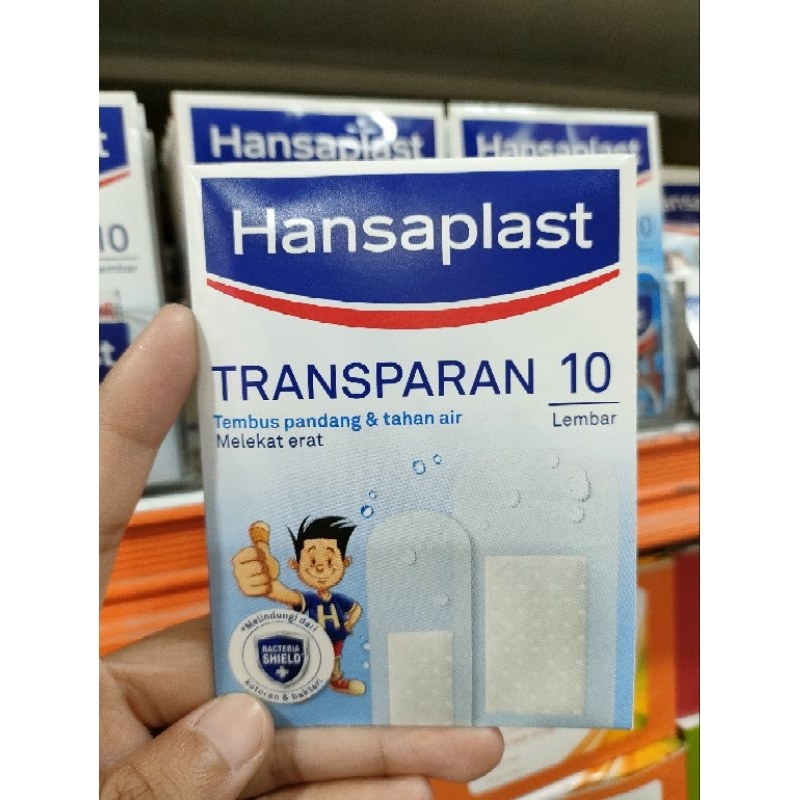 Hansaplast
Hansaplast
Hansaplast
TRANSPARAN 10
Lembar
Tembus pandang & tahan air
Melekat erat
H
*Melindungi dari
BACTERIA
SHIELD
kotoran & bakteri
10